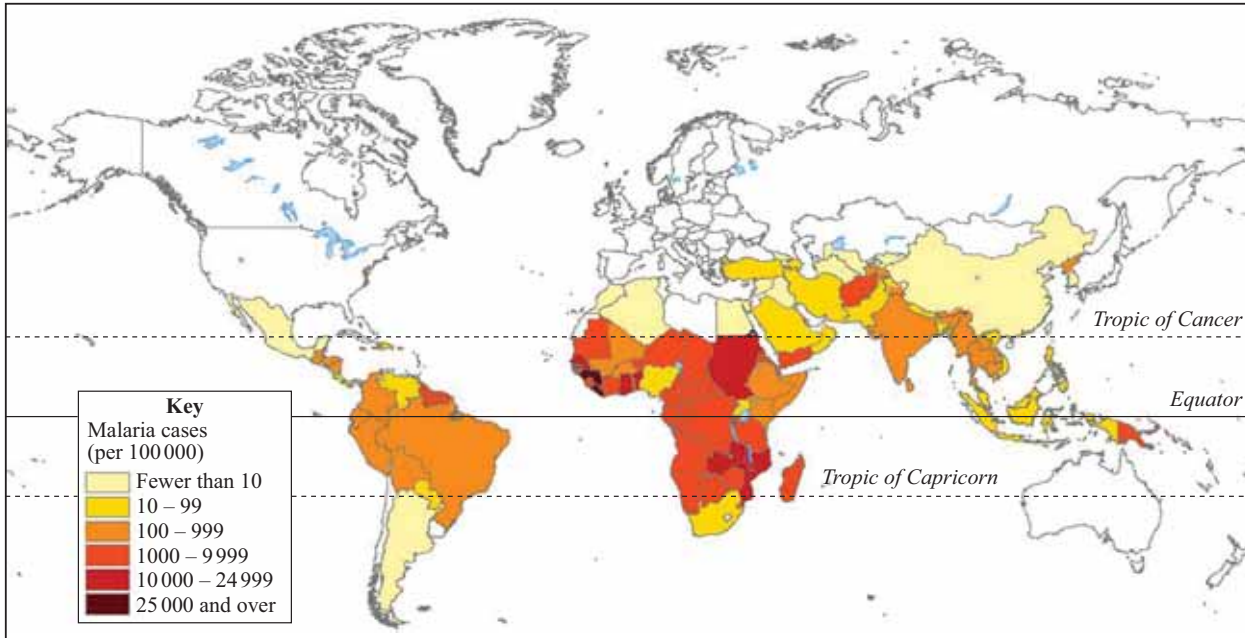 Tropic of Cancer
Equator
Tropic of Capricorn
Key
Malaria cases
(per 100 000)
Fewer than 10
10 – 99
100 – 999
1000 – 9999
10 000 – 24 999
25 000 and over